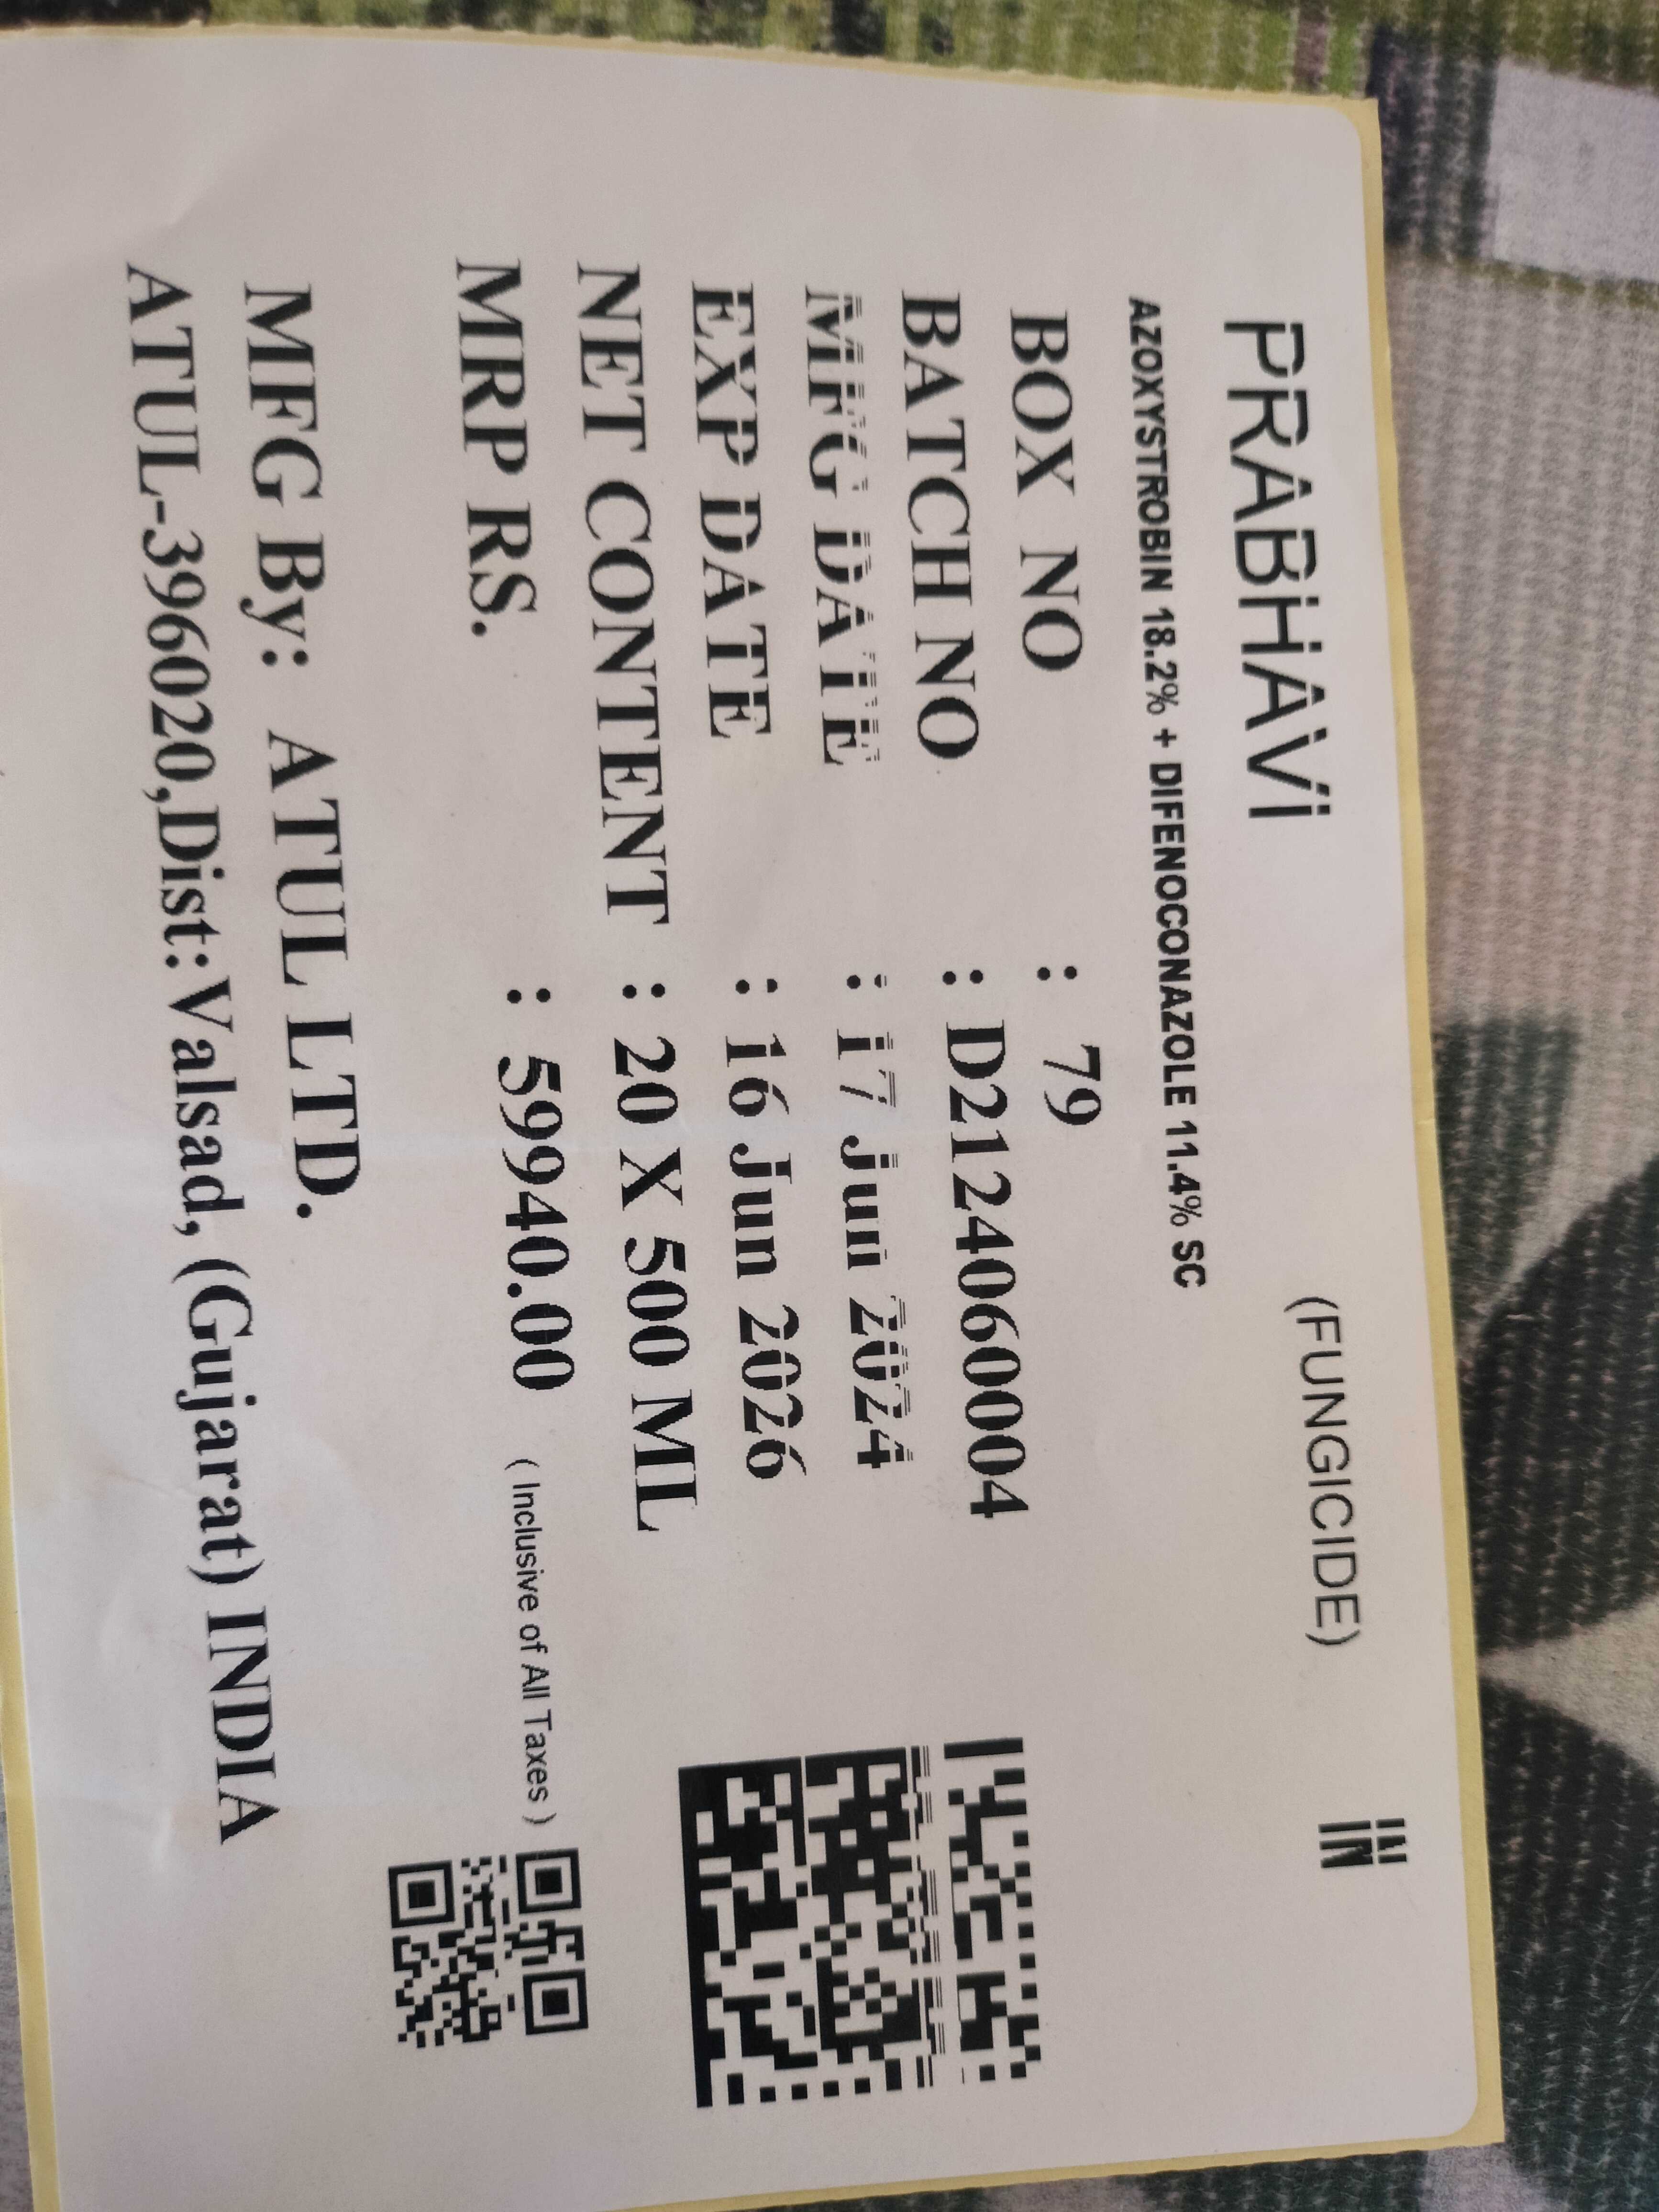 PRABHAVI (FUNGICIDE) IN
AZOXYSTROBIN 18.2% + DIFENOCONAZOLE 11.4% SC
BOX NO : 79
BATCH NO : D2124060004
MFG DATE : 17 Jun 2024
EXP DATE : 16 Jun 2026
NET CONTENT : 20 X 500 ML
MRP RS. : 59940.00 ( Inclusive of All Taxes )
MFG By: ATUL LTD.
ATUL-396020,Dist:Valsad, (Gujarat) INDIA